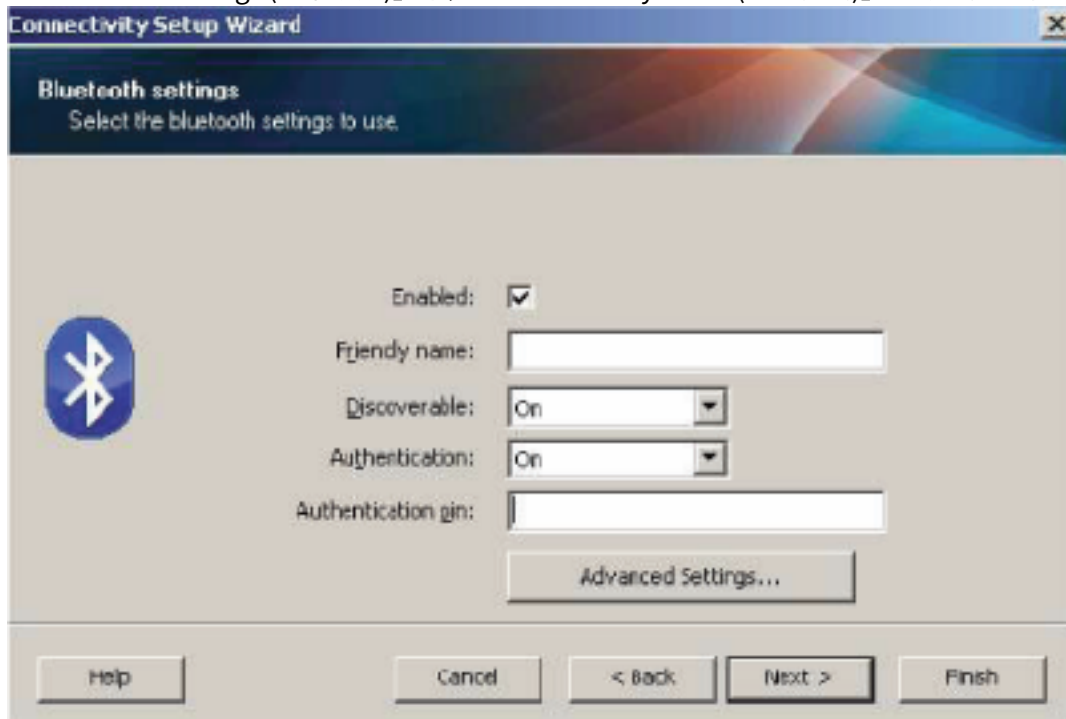 Connectivity Setup Wizard
Bluetooth settings
Select the bluetooth settings to use.
Enabled:
Friendly name:
Discoverable: On
Authentication: On
Authentication pin:
Advanced Settings...
Help Cancel < Back Next > Finish